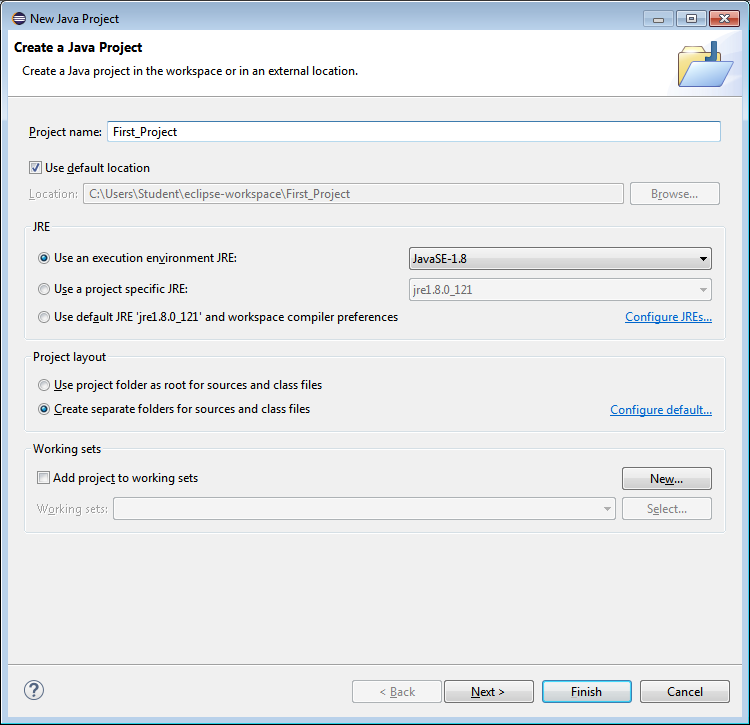 New Java Project
Create a Java Project
Create a Java project in the workspace or in an external location.
Project name: First_Project
Use default location
Location: C:\Users\Student\eclipse-workspace\First_Project Browse...
JRE
Use an execution environment JRE: JavaSE-1.8
Use a project specific JRE: jre1.8.0_121
Use default JRE 'jre1.8.0_121' and workspace compiler preferences Configure JREs...
Project layout
Use project folder as root for sources and class files
Create separate folders for sources and class files Configure default...
Working sets
Add project to working sets New...
Working sets: Select...
? < Back Next > Finish Cancel